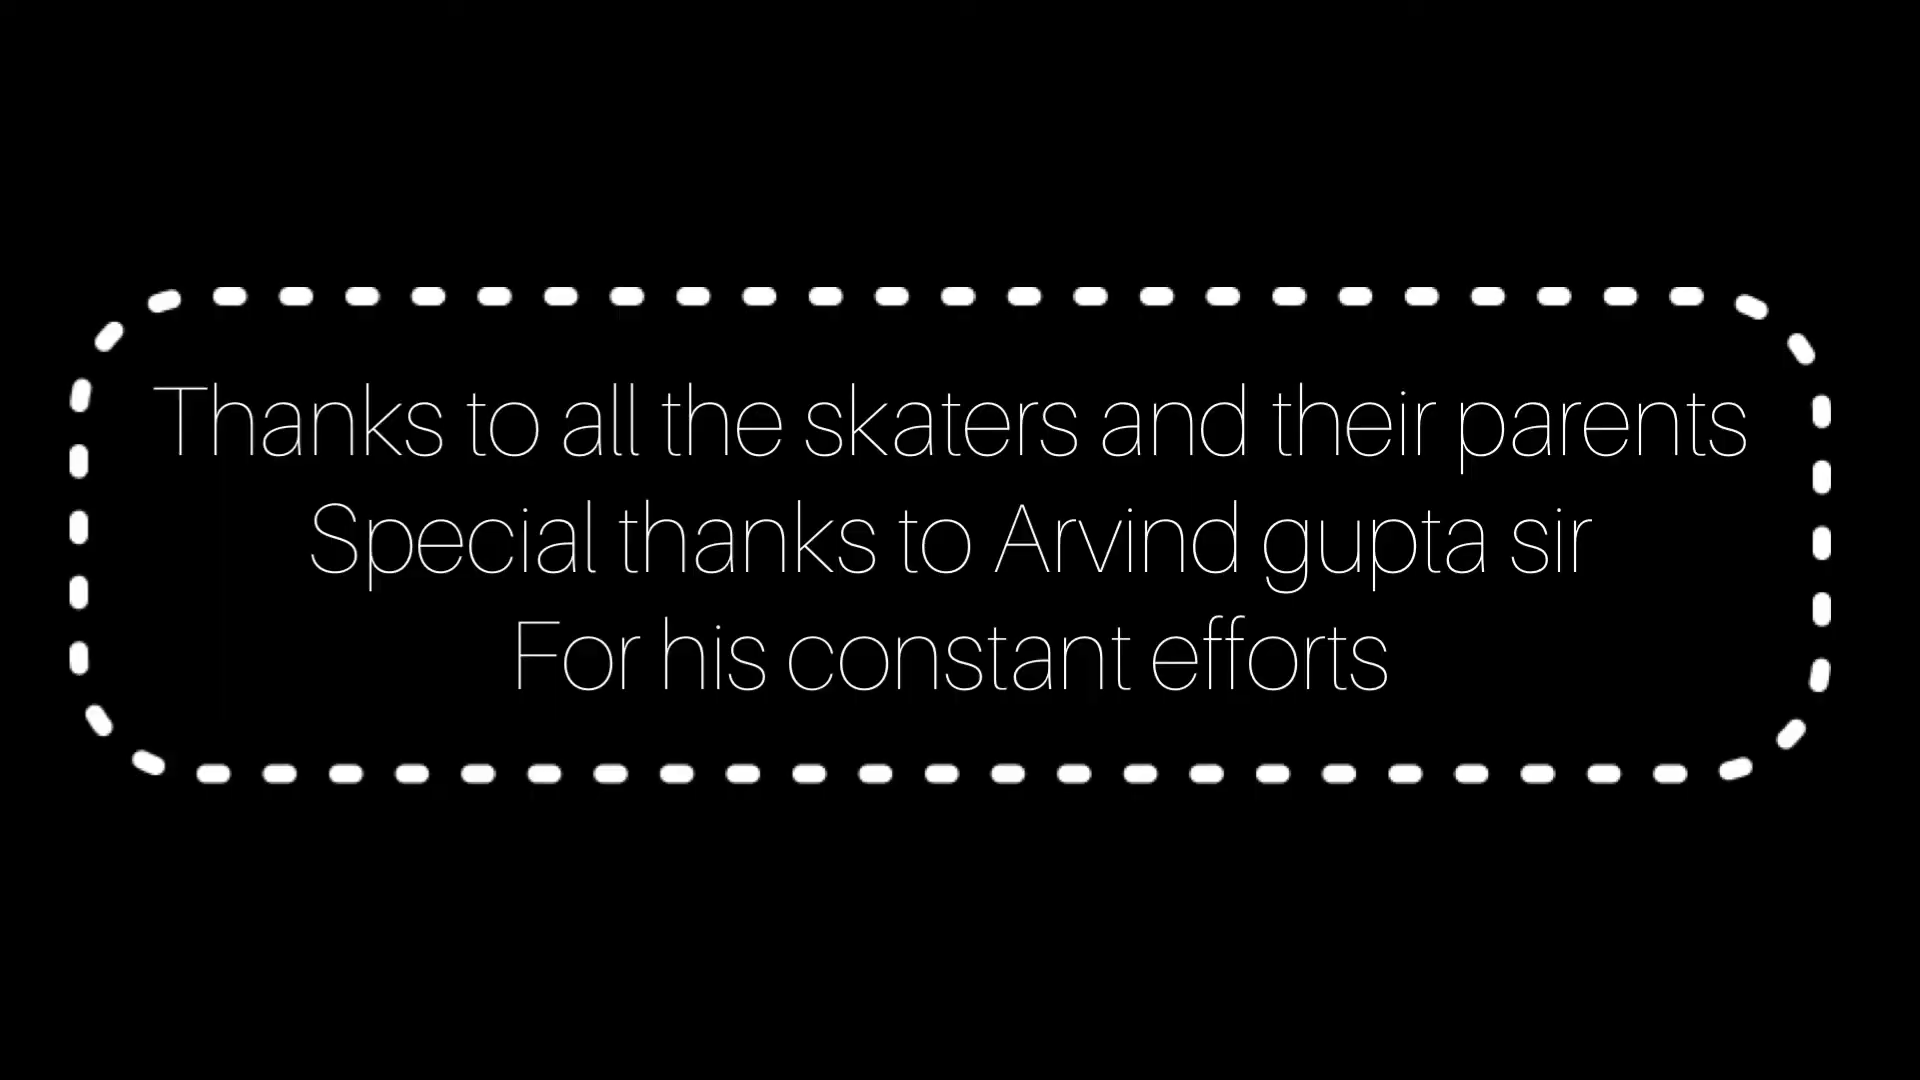 Thanks to all the skaters and their parents
Special thanks to Arvind gupta sir
For his constant efforts